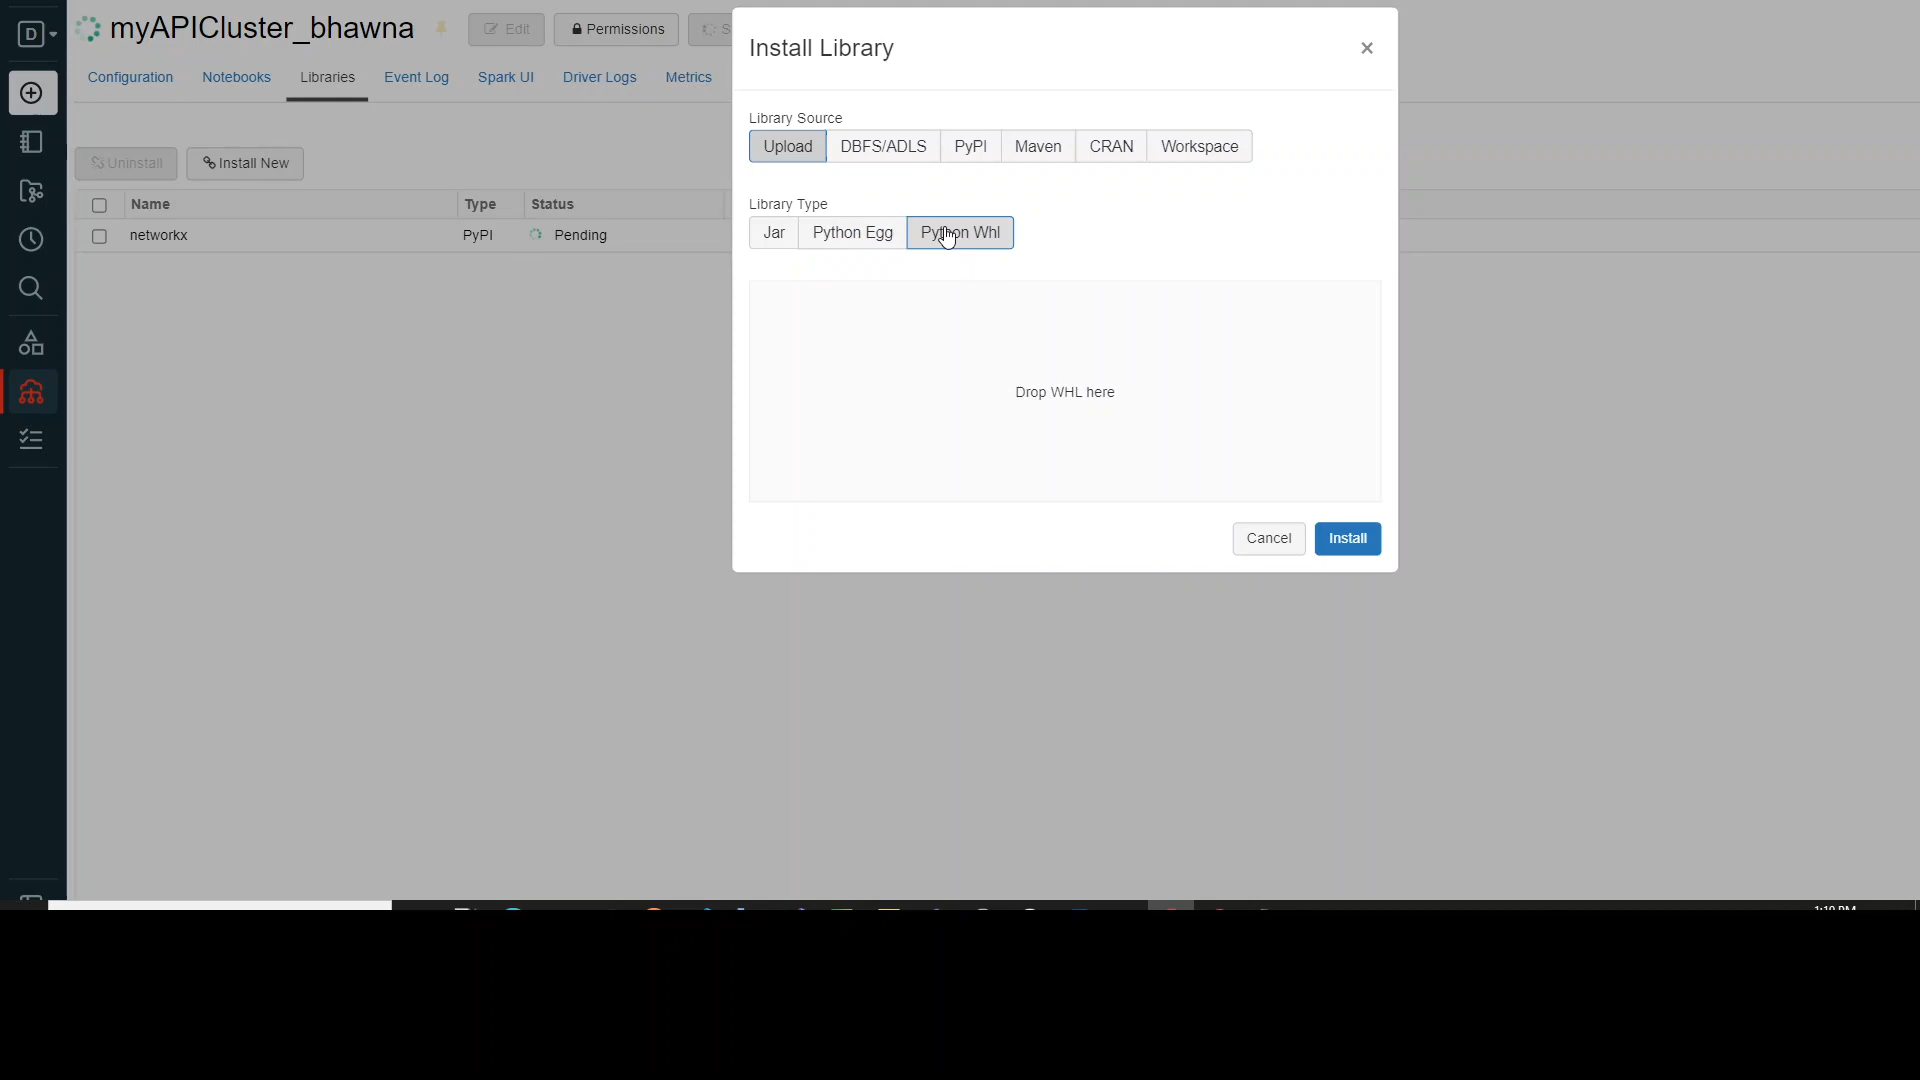 D
myAPICluster_bhawna
Edit
Permissions
Configuration
Notebooks
Libraries
Event Log
Spark UI
Driver Logs
Metrics
Uninstall
Install New
Name Type Status
networkx PyPI Pending
Install Library
×
Library Source
Upload DBFS/ADLS PyPI Maven CRAN Workspace
Library Type
Jar Python Egg Python Whl
Drop WHL here
Cancel Install